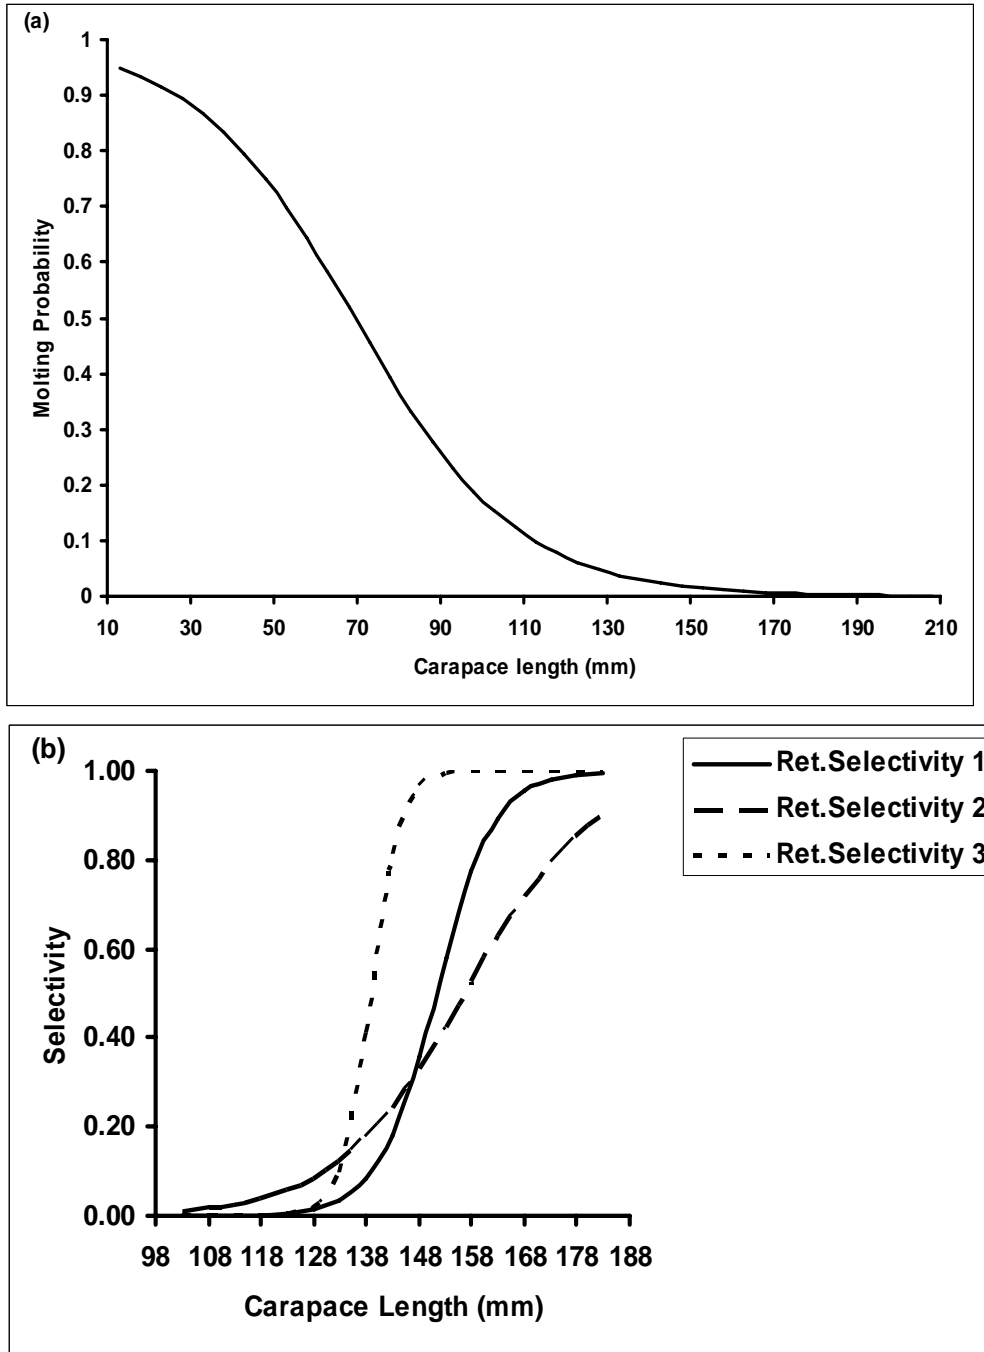 (a)
1
0.9
0.8
0.7
0.6
0.5
0.4
0.3
0.2
0.1
0
Molting Probability
10 30 50 70 90 110 130 150 170 190 210
Carapace length (mm)
(b)
Ret.Selectivity 1
Ret.Selectivity 2
Ret.Selectivity 3
1.00
0.80
0.60
0.40
0.20
0.00
Selectivity
98 108 118 128 138 148 158 168 178 188
Carapace Length (mm)